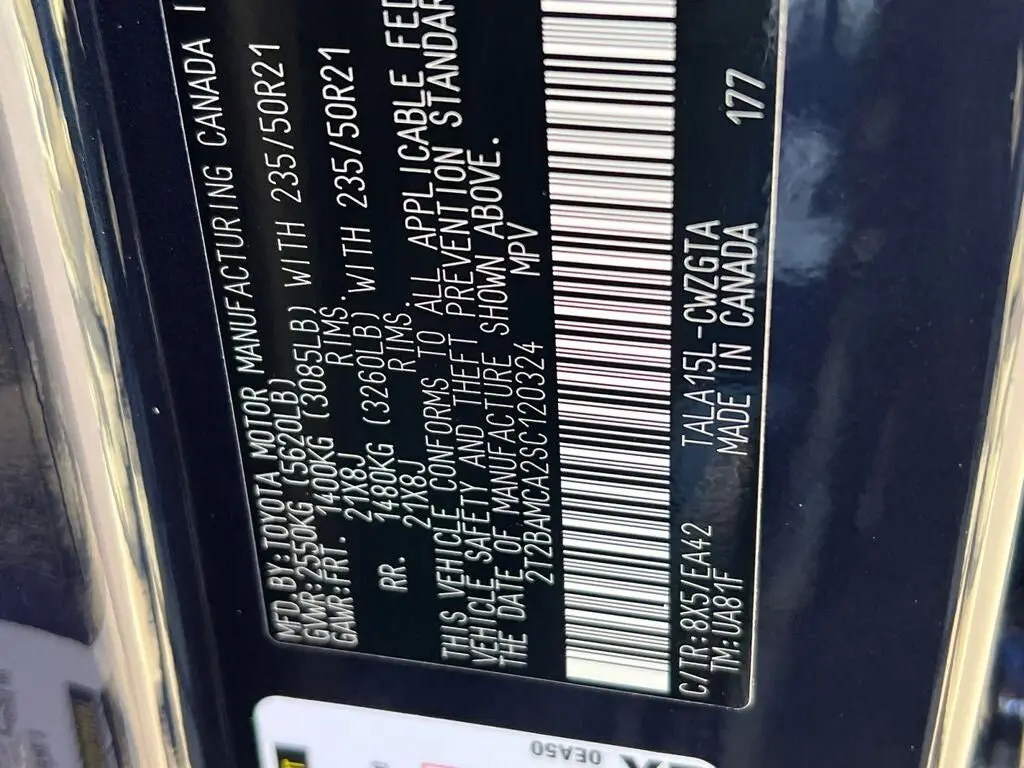 MFD BY:TOYOTA MOTOR MANUFACTURING CANADA
GVWR:2550KG (5620LB)
GAWR:FRT. 1400KG (3085LB) WITH 235/50R21
21X8J RIMS.
RR. 1480KG (3260LB) WITH 235/50R21
21X8J RIMS.
THIS VEHICLE CONFORMS TO ALL APPLICABLE
VEHICLE SAFETY AND THEFT PREVENTION
THE DATE OF MANUFACTURE SHOWN ABOVE.
2T2BAMCA2SC120324 MPV
C/TR:8X5/EA42 TALA15L-CWZGTA 177
TM:UA81F MADE IN CANADA
0EA50